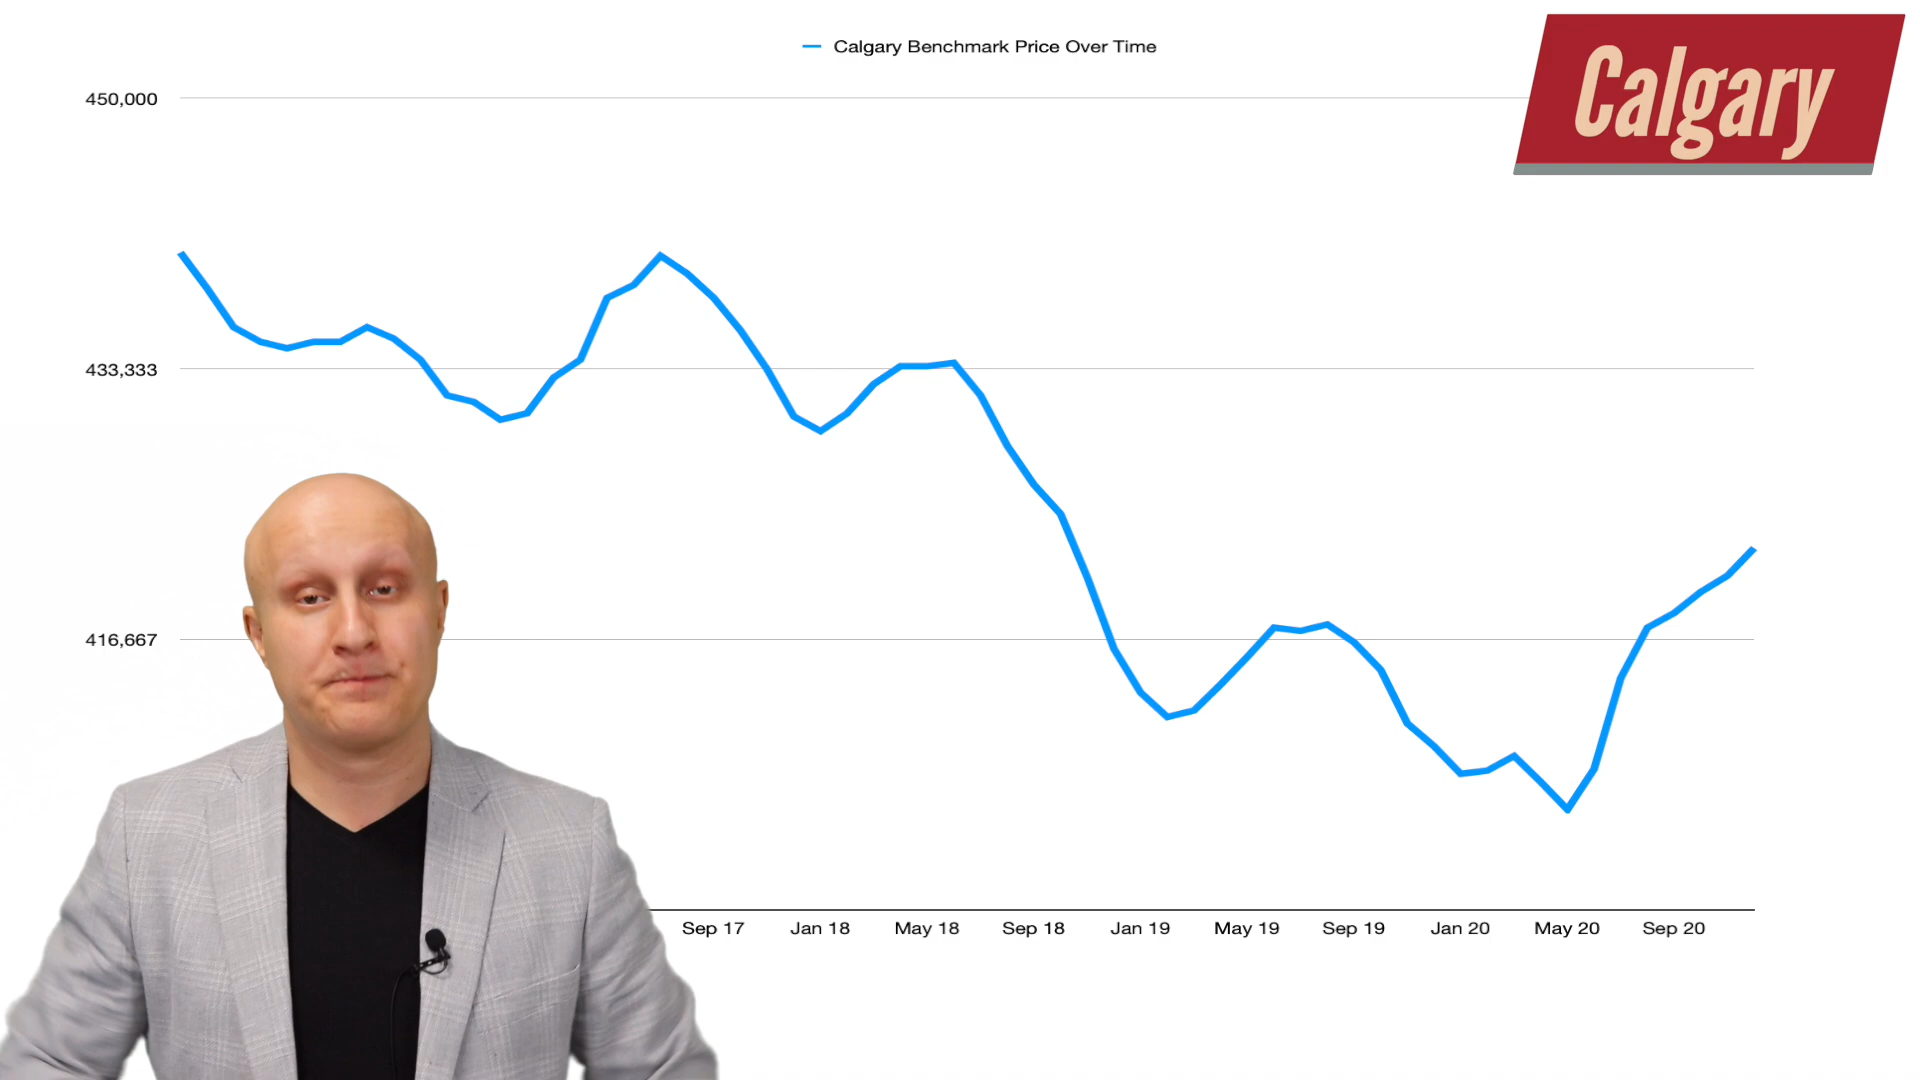 Calgary Benchmark Price Over Time
Calgary
450,000
433,333
416,667
Sep 17 Jan 18 May 18 Sep 18 Jan 19 May 19 Sep 19 Jan 20 May 20 Sep 20